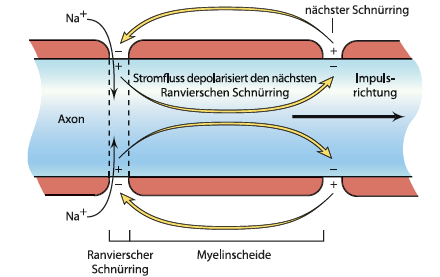 Na+
nächster Schnürring
– +
+ –
Stromfluss depolarisiert den nächsten
Ranvierschen Schnürring
Impuls-
richtung
Axon
+ –
– +
Na+
Ranvierscher
Schnürring
Myelinscheide